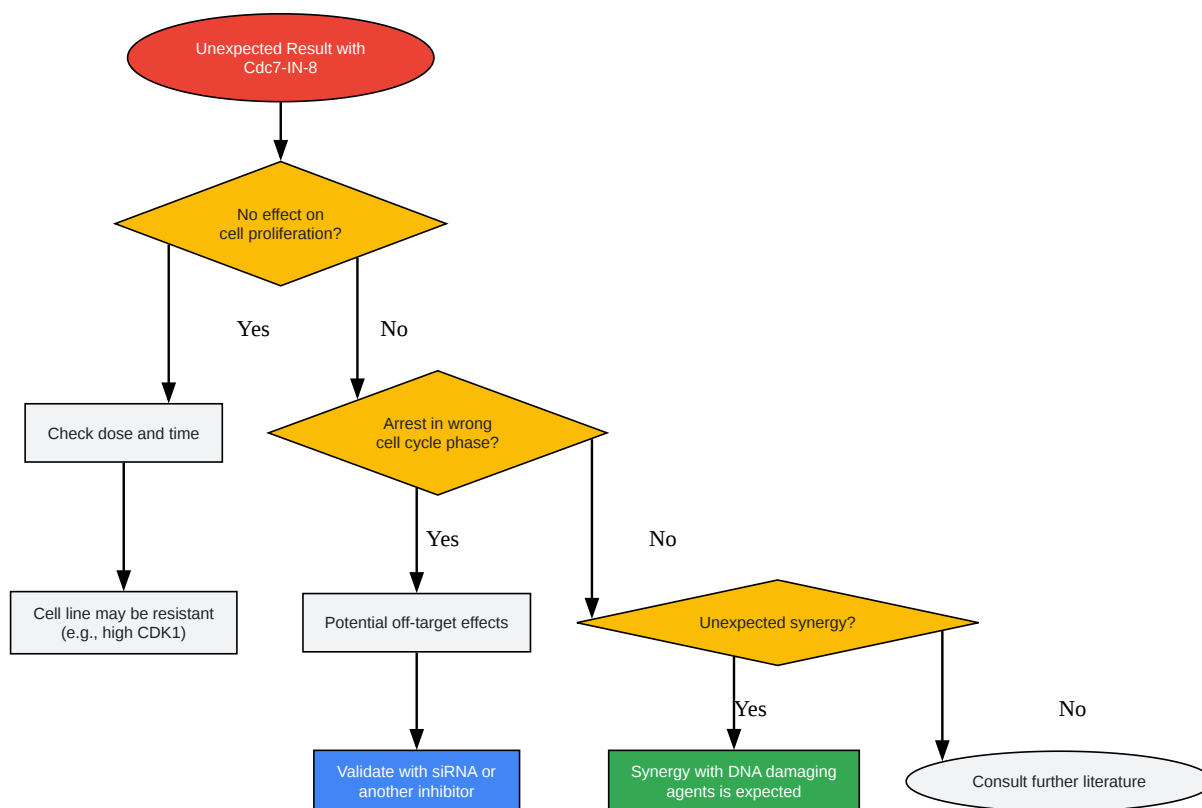 Unexpected Result with
Cdc7-IN-8
No effect on
cell proliferation?
Yes
No
Check dose and time
Arrest in wrong
cell cycle phase?
Yes
No
Cell line may be resistant
(e.g., high CDK1)
Potential off-target effects
Unexpected synergy?
Yes
No
Validate with siRNA or
another inhibitor
Synergy with DNA damaging
agents is expected
Consult further literature